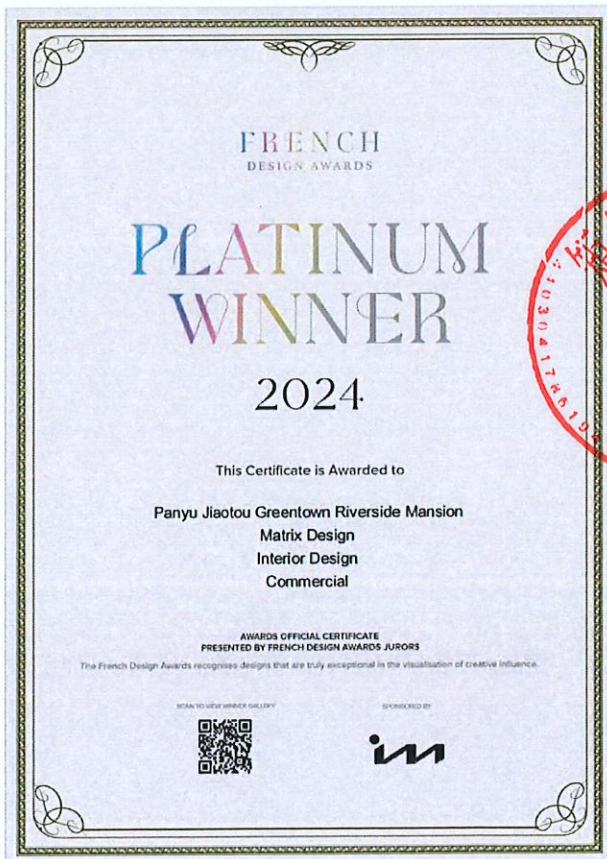 FRENCH
DESIGN AWARDS
PLATINUM
WINNER
2024
This Certificate is Awarded to
Panyu Jiaotou Greentown Riverside Mansion
Matrix Design
Interior Design
Commercial
AWARDS OFFICIAL CERTIFICATE
PRESENTED BY FRENCH DESIGN AWARDS JURORS
The French Design Awards recognises designs that are truly exceptional in the visualisation of creative influence.
SCAN TO VIEW WINNER GALLERY
SPONSORED BY